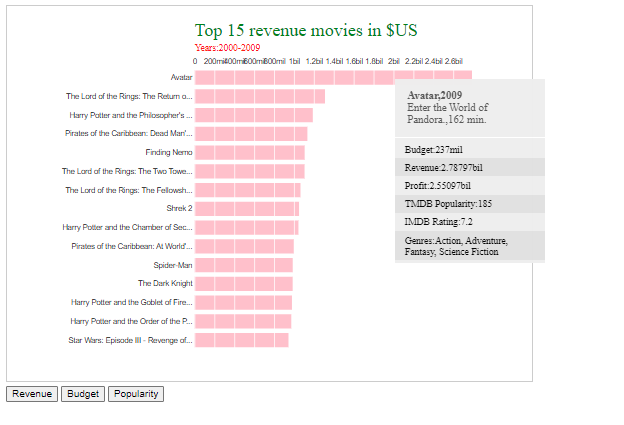 Top 15 revenue movies in $US
Years:2000-2009
0 200mil 400mil 600mil 800mil 1bil 1.2bil 1.4bil 1.6bil 1.8bil 2bil 2.2bil 2.4bil 2.6bil
Avatar
The Lord of the Rings: The Return o...
Harry Potter and the Philosopher's ...
Pirates of the Caribbean: Dead Man'...
Finding Nemo
The Lord of the Rings: The Two Towe...
The Lord of the Rings: The Fellowsh...
Shrek 2
Harry Potter and the Chamber of Sec...
Pirates of the Caribbean: At World'...
Spider-Man
The Dark Knight
Harry Potter and the Goblet of Fire...
Harry Potter and the Order of the P...
Star Wars: Episode III - Revenge of...
Avatar,2009
Enter the World of
Pandora.,162 min.
Budget:237mil
Revenue:2.78797bil
Profit:2.55097bil
TMDB Popularity:185
IMDB Rating:7.2
Genres:Action, Adventure,
Fantasy, Science Fiction
Revenue Budget Popularity